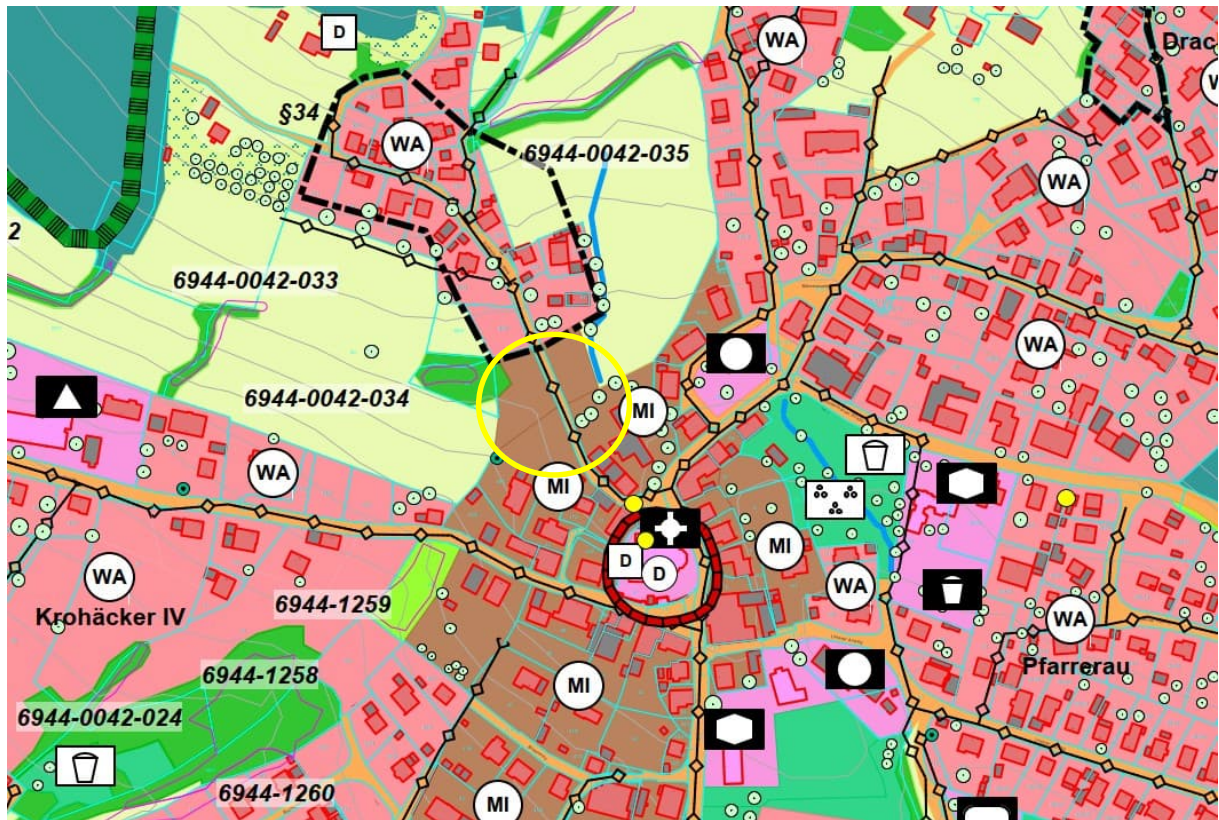 D
WA
Drac
§34
WA
6944-0042-035
WA
2
6944-0042-033
WA
6944-0042-034
MI
WA
MI
D
D
MI
WA
WA
Krohäcker IV
6944-1259
WA
Pfarrerau
6944-1258
MI
6944-0042-024
6944-1260
MI